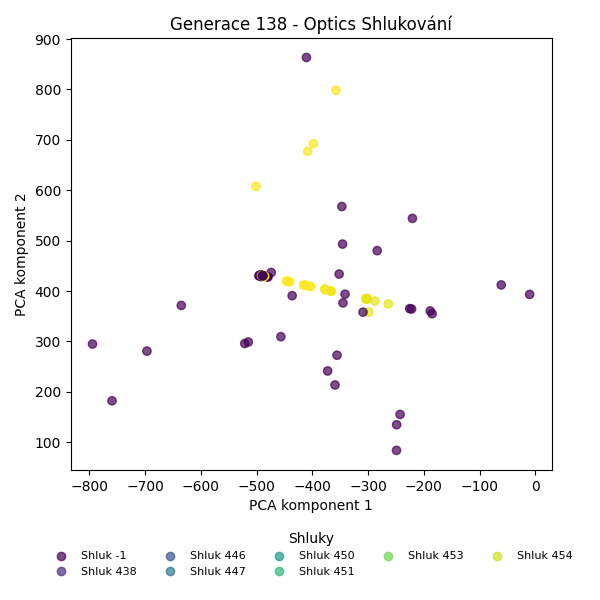 Generace 138 - Optics Shlukování
900
800
700
600
500
400
300
200
100
PCA komponent 2
−800 −700 −600 −500 −400 −300 −200 −100 0
PCA komponent 1
Shluky
Shluk -1 Shluk 446 Shluk 450 Shluk 453 Shluk 454
Shluk 438 Shluk 447 Shluk 451